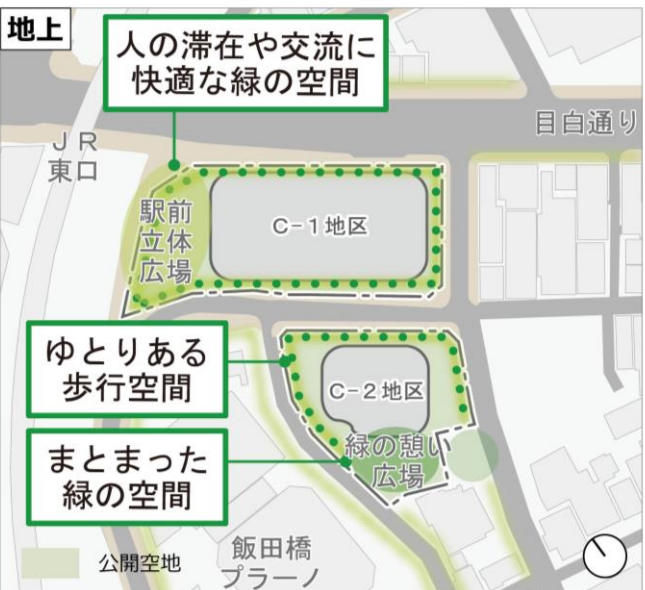 地上
人の滞在や交流に
快適な緑の空間
目白通り
ＪＲ
東口
駅前
立体
広場
C-1地区
ゆとりある
歩行空間
C-2地区
まとまった
緑の空間
緑の憩い
広場
公開空地
飯田橋
プラーノ